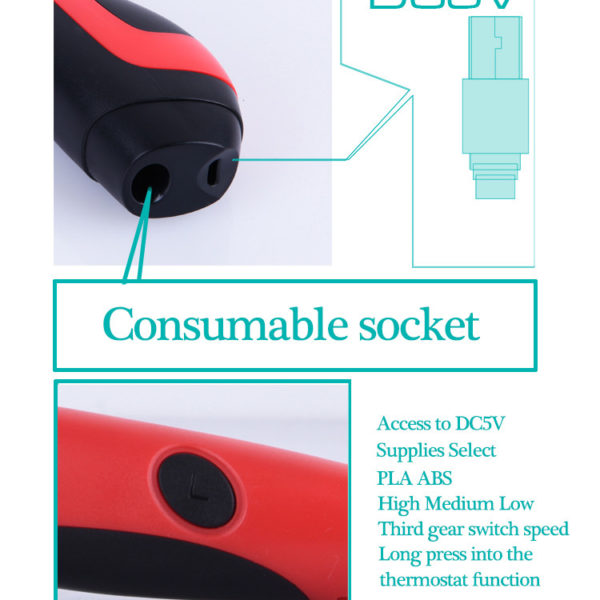 DC5V
Consumable socket
L
Access to DC5V
Supplies Select
PLA ABS
High Medium Low
Third gear switch speed
Long press into the
thermostat function